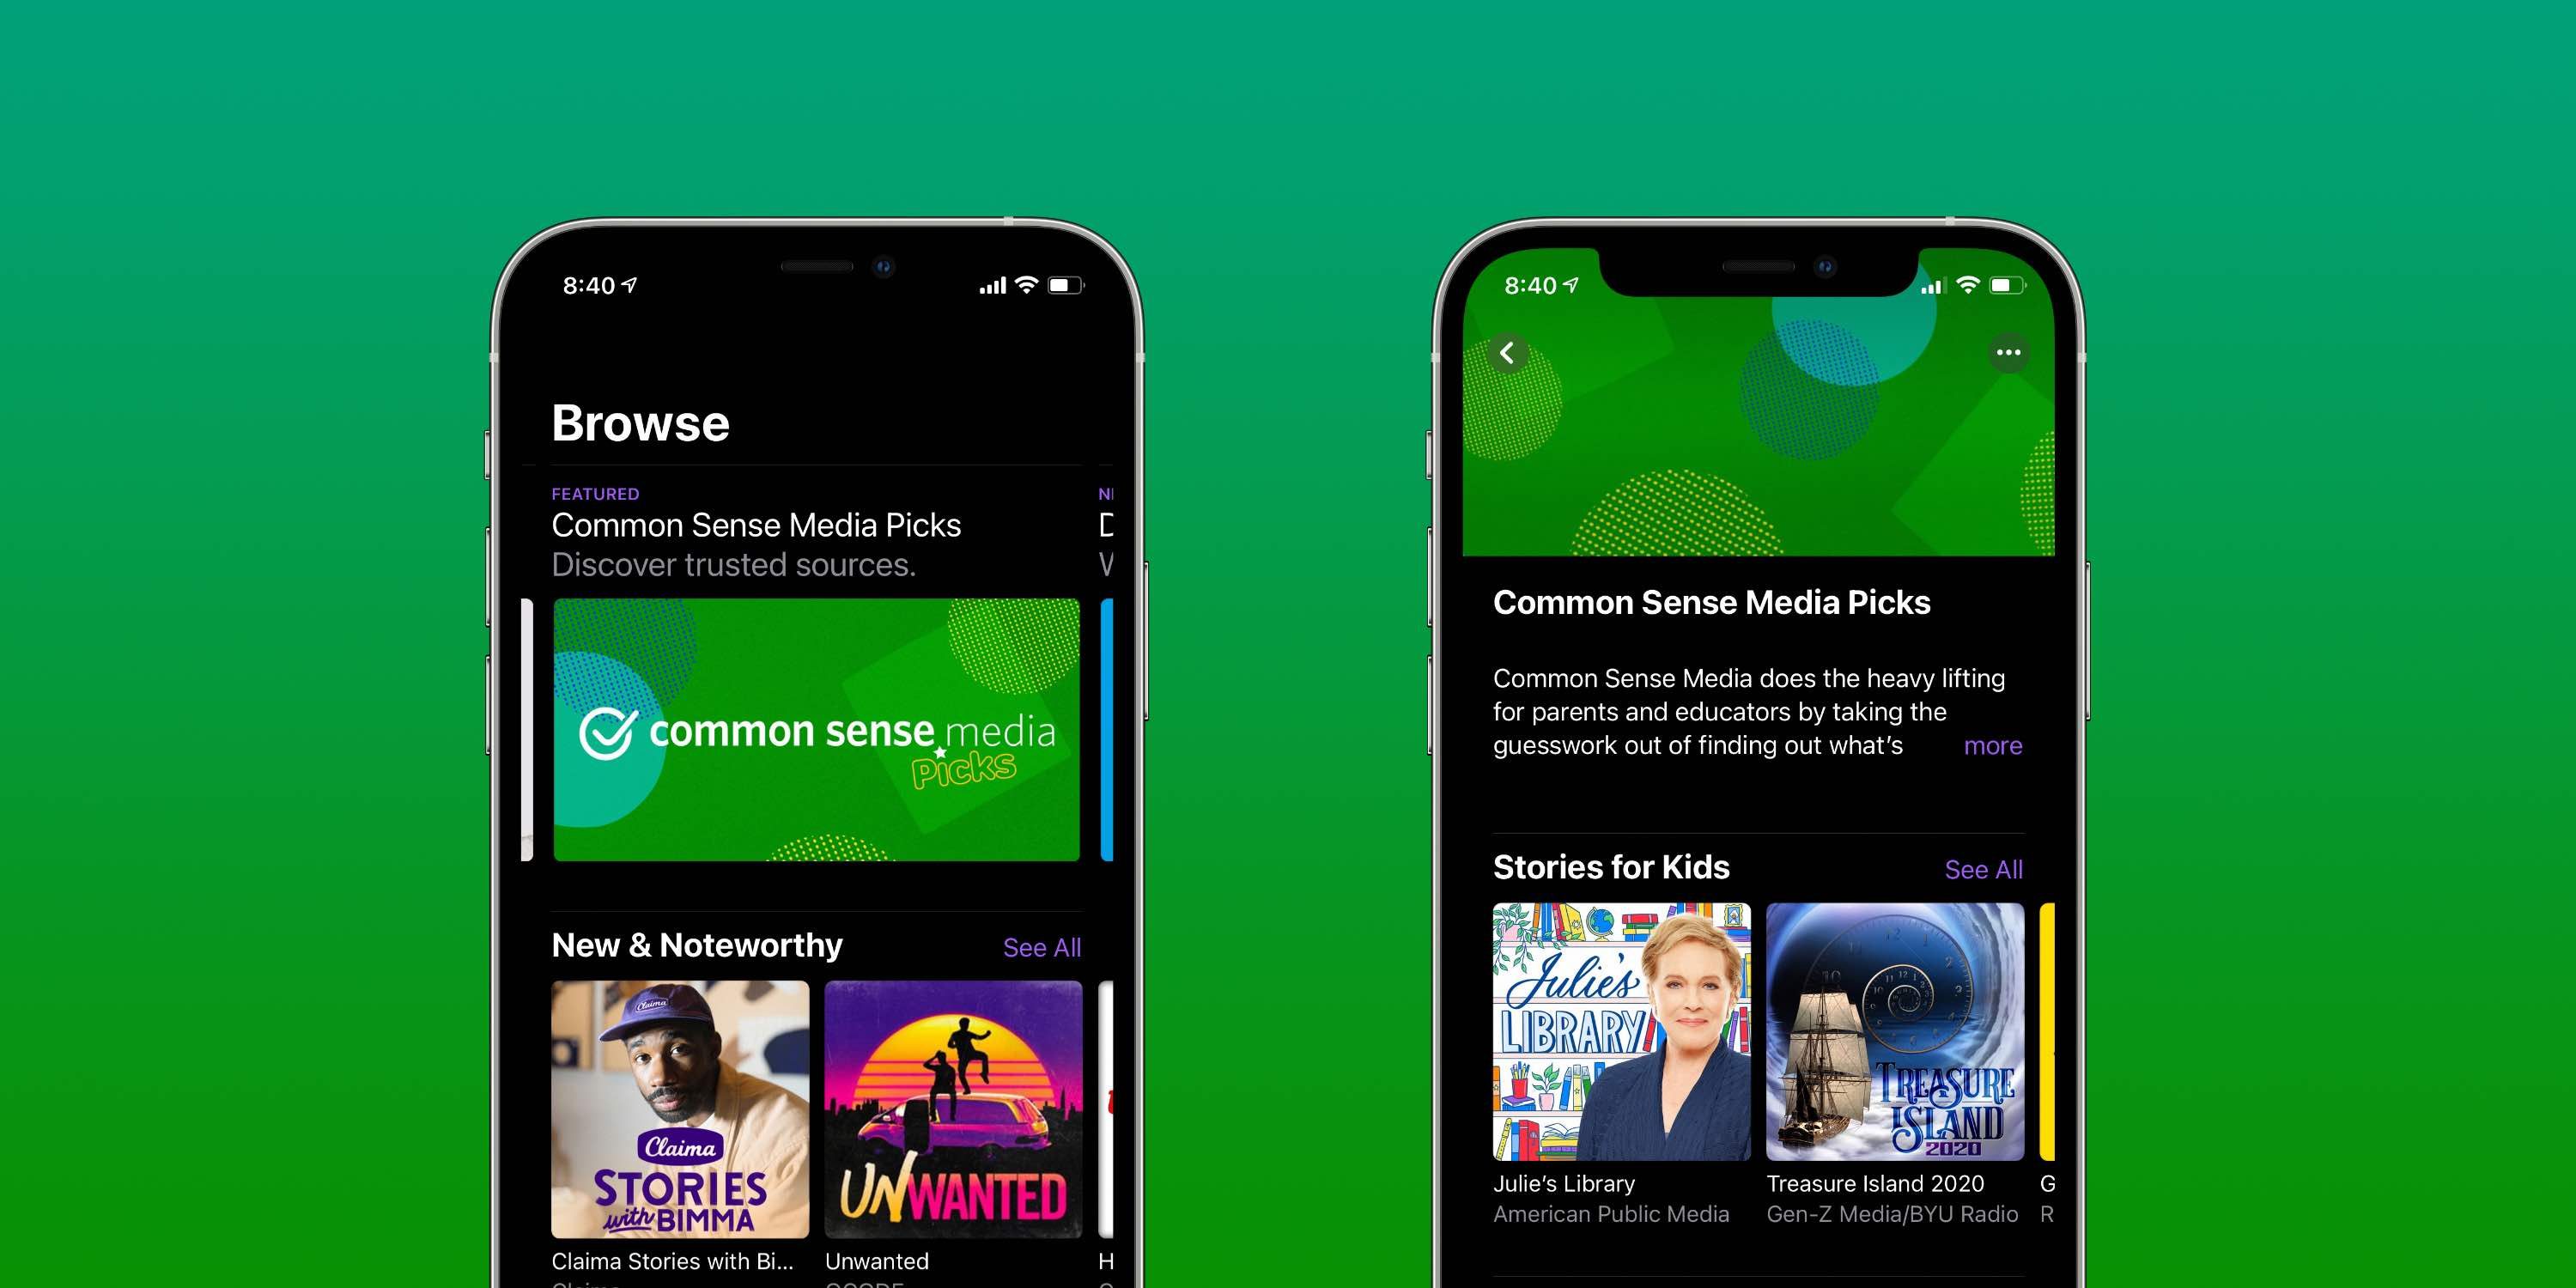 8:40
Browse
FEATURED
Common Sense Media Picks
Discover trusted sources.
common sense media
Picks
New & Noteworthy
See All
Claima
Claima
STORIES
with BIMMA
UNWANTED
Claima Stories with Bi...
Unwanted
8:40
Common Sense Media Picks
Common Sense Media does the heavy lifting
for parents and educators by taking the
guesswork out of finding out what’s more
Stories for Kids
See All
Julie's
LIBRARY
TREASURE
ISLAND
2020
Julie’s Library
Treasure Island 2020
American Public Media
Gen-Z Media/BYU Radio